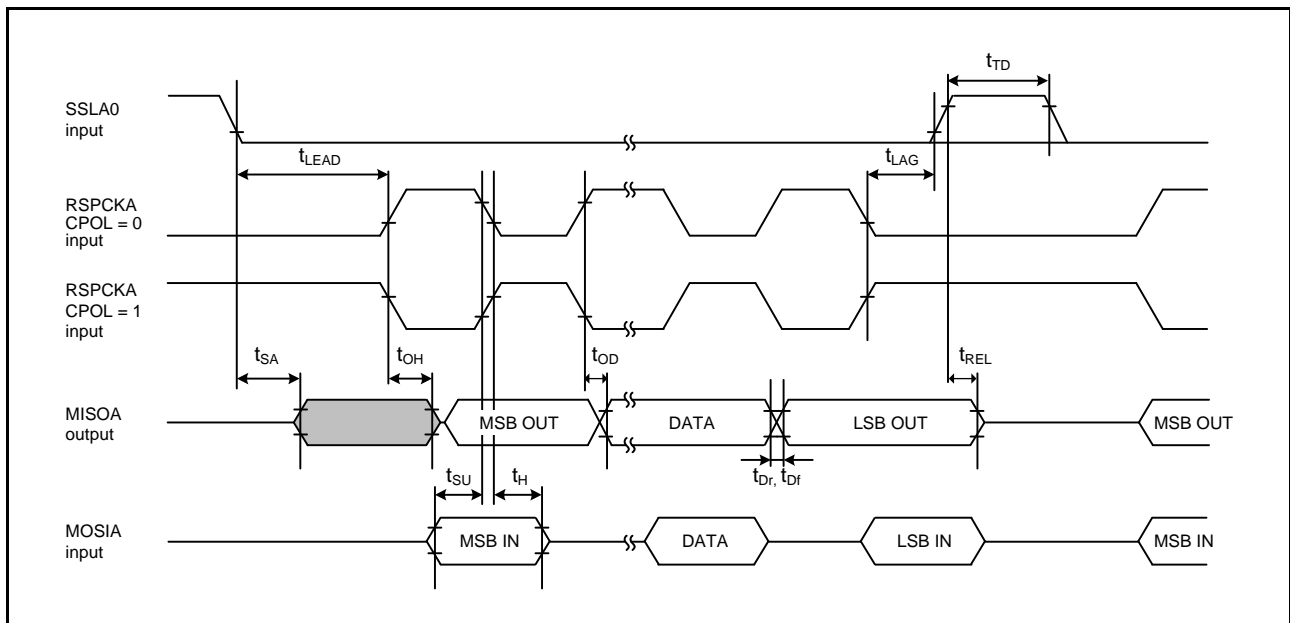 SSLA0
input
tTD
tLEAD
tLAG
RSPCKA
CPOL = 0
input
RSPCKA
CPOL = 1
input
tSA
tOH
tOD
tREL
MISOA
output
MSB OUT
DATA
LSB OUT
MSB OUT
tSU
tH
tDr, tDf
MOSIA
input
MSB IN
DATA
LSB IN
MSB IN